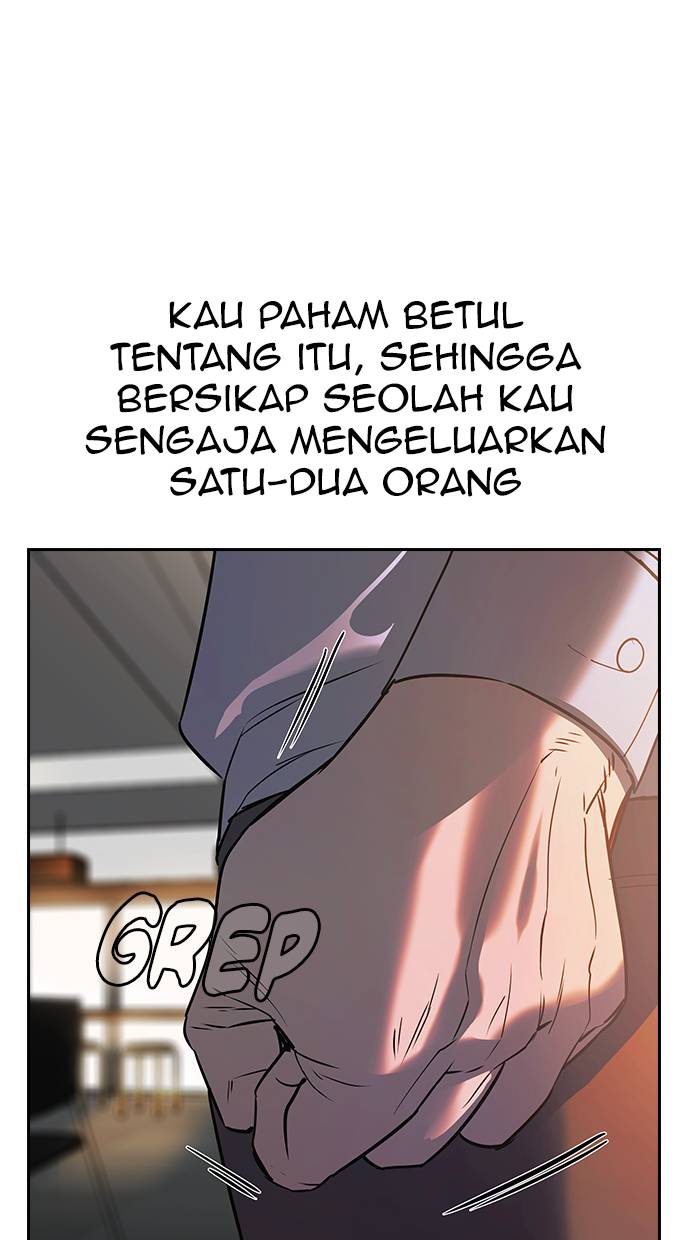 KAU PAHAM BETUL
TENTANG ITU, SEHINGGA
BERSIKAP SEOLAH KAU
SENGAJA MENGELUARKAN
SATU-DUA ORANG
GREP